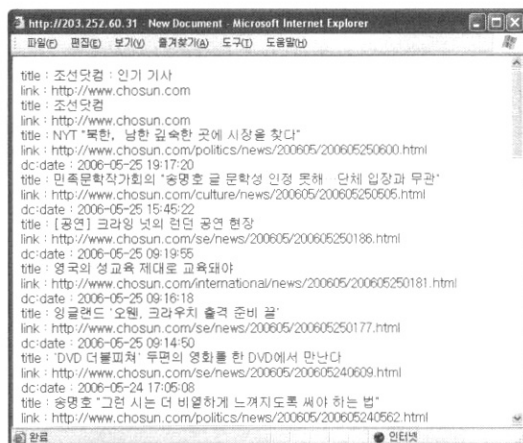 http://203.252.60.31 - New Document - Microsoft Internet Explorer
파일(F) 편집(E) 보기(V) 즐겨찾기(A) 도구(T) 도움말(H)
title : 조선닷컴 : 인기 기사
link : http://www.chosun.com
title : 조선닷컴
link : http://www.chosun.com
title : NYT "북한, 남한 깊숙한 곳에 시장을 찾다"
link : http://www.chosun.com/politics/news/200605/200605250600.html
dc:date : 2006-05-25 19:17:20
title : 민족문학작가회의 "송명호 글 문학성 인정 못해 단체 입장과 무관"
link : http://www.chosun.com/culture/news/200605/200605250505.html
dc:date : 2006-05-25 15:45:22
title : [공연] 크라잉 넛의 런던 공연 현장
link : http://www.chosun.com/se/news/200605/200605250186.html
dc:date : 2006-05-25 09:19:55
title : 영국의 성교육 제대로 교육돼야
link : http://www.chosun.com/international/news/200605/200605250181.html
dc:date : 2006-05-25 09:16:18
title : 잉글랜드 '오웬, 크라우치 출격 준비 끝'
link : http://www.chosun.com/se/news/200605/200605250177.html
dc:date : 2006-05-25 09:14:50
title : 'DVD 더블피쳐' 두편의 영화를 한 DVD에서 만난다
link : http://www.chosun.com/se/news/200605/200605240609.html
dc:date : 2006-05-24 17:05:08
title : 송명호 "그런 시는 더 비열하게 느껴지도록 써야 하는 법"
link : http://www.chosun.com/politics/news/200605/200605240562.html
완료 인터넷